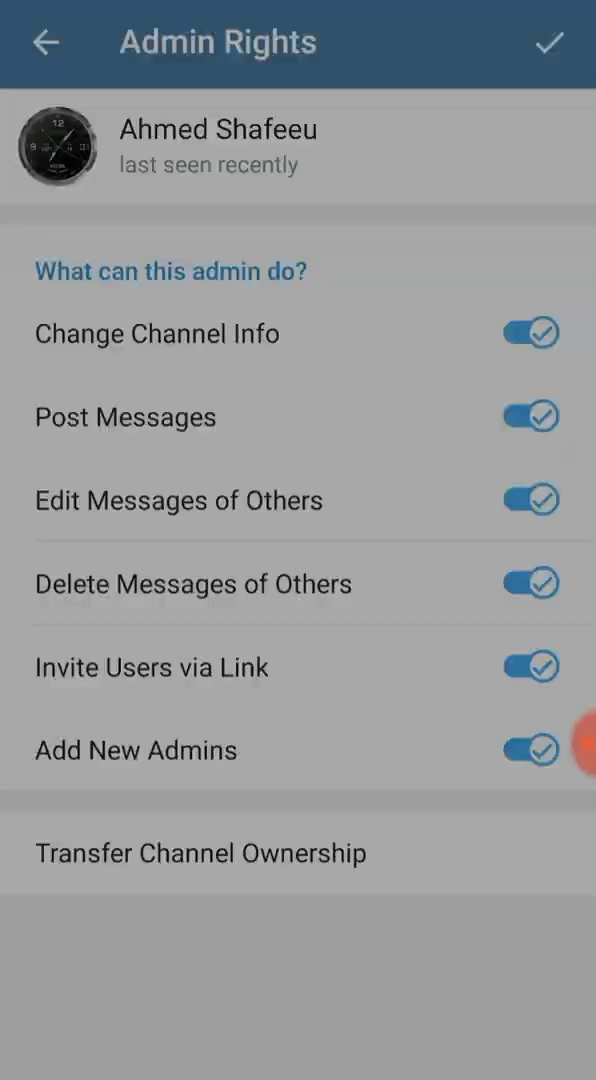 Admin Rights
12
Ahmed Shafeeu
last seen recently
What can this admin do?
Change Channel Info
Post Messages
Edit Messages of Others
Delete Messages of Others
Invite Users via Link
Add New Admins
Transfer Channel Ownership